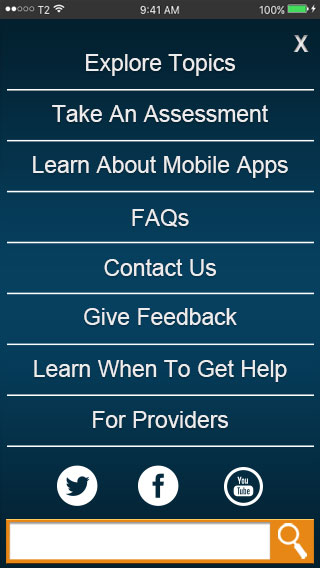 T2 9:41 AM 100%
X
Explore Topics
Take An Assessment
Learn About Mobile Apps
FAQs
Contact Us
Give Feedback
Learn When To Get Help
For Providers
You
Tube